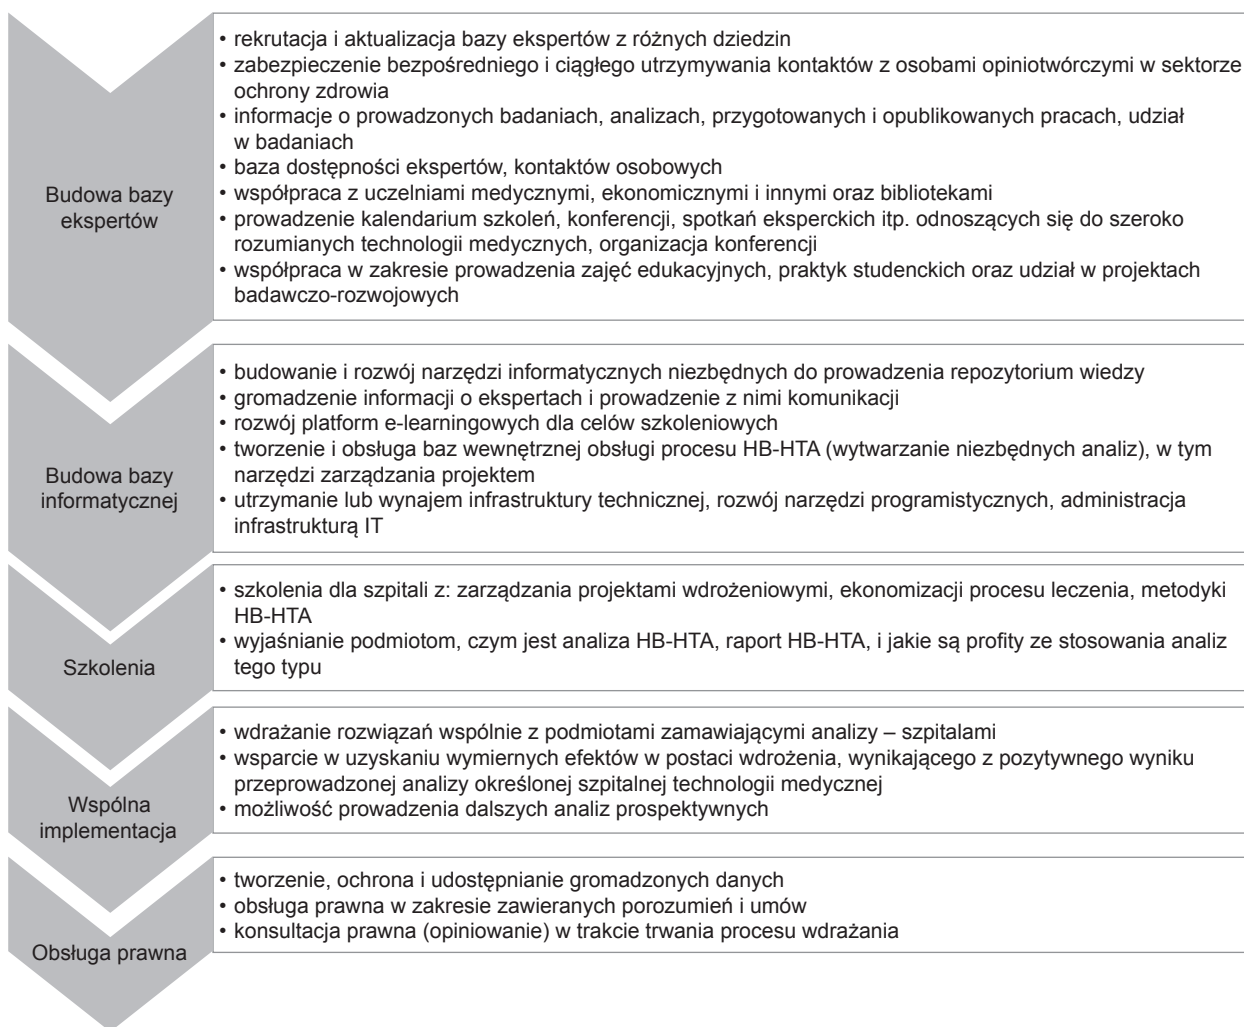 Budowa bazy
ekspertów
• rekrutacja i aktualizacja bazy ekspertów z różnych dziedzin
• zabezpieczenie bezpośredniego i ciągłego utrzymywania kontaktów z osobami opiniotwórczymi w sektorze
ochrony zdrowia
• informacje o prowadzonych badaniach, analizach, przygotowanych i opublikowanych pracach, udział
w badaniach
• baza dostępności ekspertów, kontaktów osobowych
• współpraca z uczelniami medycznymi, ekonomicznymi i innymi oraz bibliotekami
• prowadzenie kalendarium szkoleń, konferencji, spotkań eksperckich itp. odnoszących się do szeroko
rozumianych technologii medycznych, organizacja konferencji
• współpraca w zakresie prowadzenia zajęć edukacyjnych, praktyk studenckich oraz udział w projektach
badawczo-rozwojowych
Budowa bazy
informatycznej
• budowanie i rozwój narzędzi informatycznych niezbędnych do prowadzenia repozytorium wiedzy
• gromadzenie informacji o ekspertach i prowadzenie z nimi komunikacji
• rozwój platform e-learningowych dla celów szkoleniowych
• tworzenie i obsługa baz wewnętrznej obsługi procesu HB-HTA (wytwarzanie niezbędnych analiz), w tym
narzędzi zarządzania projektem
• utrzymanie lub wynajem infrastruktury technicznej, rozwój narzędzi programistycznych, administracja
infrastrukturą IT
Szkolenia
• szkolenia dla szpitali z: zarządzania projektami wdrożeniowymi, ekonomizacji procesu leczenia, metodyki
HB-HTA
• wyjaśnianie podmiotom, czym jest analiza HB-HTA, raport HB-HTA, i jakie są profity ze stosowania analiz
tego typu
Wspólna
implementacja
• wdrażanie rozwiązań wspólnie z podmiotami zamawiającymi analizy – szpitalami
• wsparcie w uzyskaniu wymiernych efektów w postaci wdrożenia, wynikającego z pozytywnego wyniku
przeprowadzonej analizy określonej szpitalnej technologii medycznej
• możliwość prowadzenia dalszych analiz prospektywnych
Obsługa prawna
• tworzenie, ochrona i udostępnianie gromadzonych danych
• obsługa prawna w zakresie zawieranych porozumień i umów
• konsultacja prawna (opiniowanie) w trakcie trwania procesu wdrażania